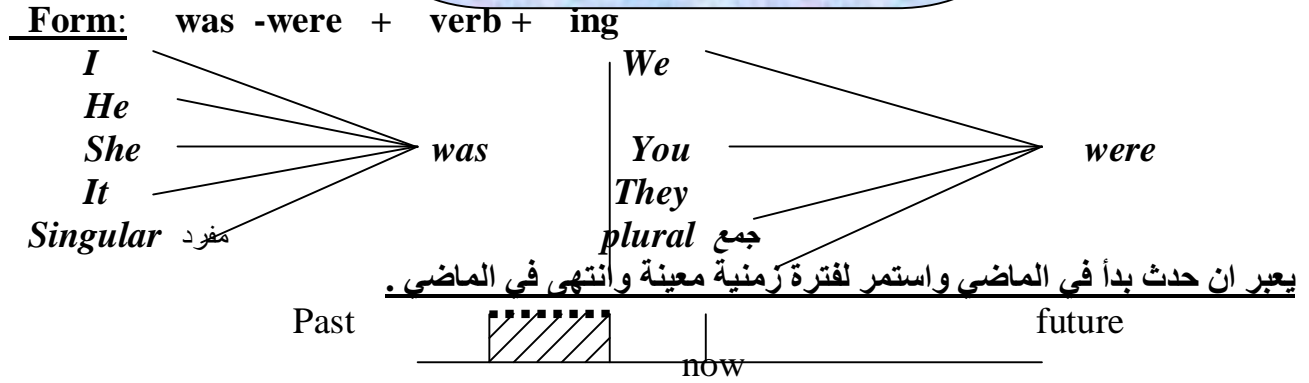 Form: was -were + verb + ing
I We
He
She was You were
It They
Singular مفرد plural جمع
يعبر ان حدث بدأ في الماضي واستمر لفترة زمنية معينة وانتهى في الماضي .
Past future
now